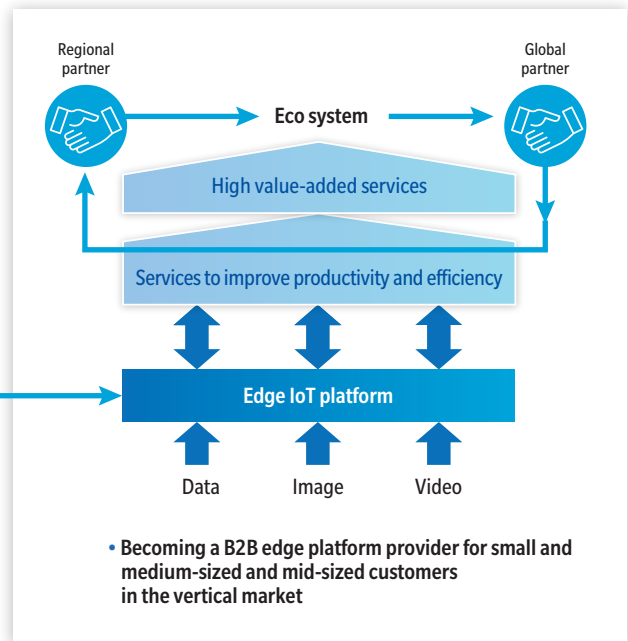 Regional
partner
Global
partner
Eco system
High value-added services
Services to improve productivity and efficiency
Edge IoT platform
Data
Image
Video
• Becoming a B2B edge platform provider for small and
medium-sized and mid-sized customers
in the vertical market